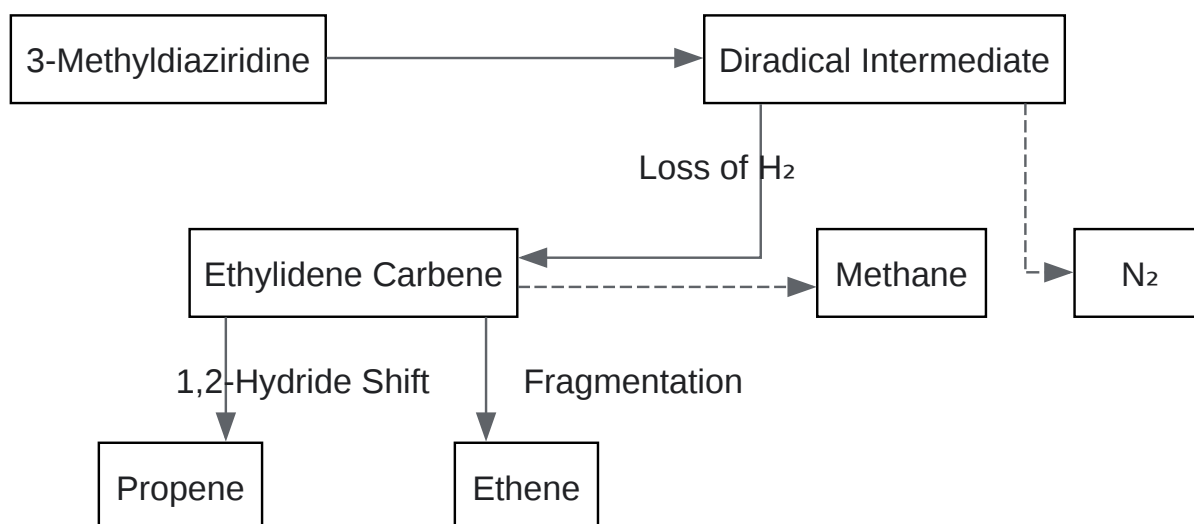 3-Methyldiaziridine
Diradical Intermediate
Loss of H₂
Ethylidene Carbene
Methane
N₂
1,2-Hydride Shift
Fragmentation
Propene
Ethene